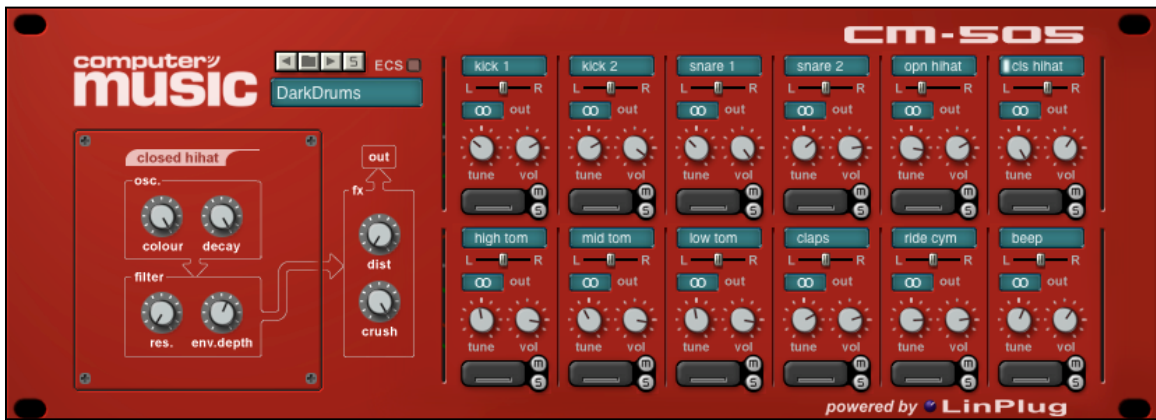 cm-505
computer
music
S
ECS
DarkDrums
closed hihat
osc.
colour decay
filter
res. env.depth
out
fx
dist
crush
kick 1 kick 2 snare 1 snare 2 opn hihat cls hihat
L R L R L R L R L R L R
out out out out out out
tune vol tune vol tune vol tune vol tune vol tune vol
m m m m m m
S S S S S S
high tom mid tom low tom claps ride cym beep
L R L R L R L R L R L R
out out out out out out
tune vol tune vol tune vol tune vol tune vol tune vol
m m m m m m
S S S S S S
powered by LinPlug